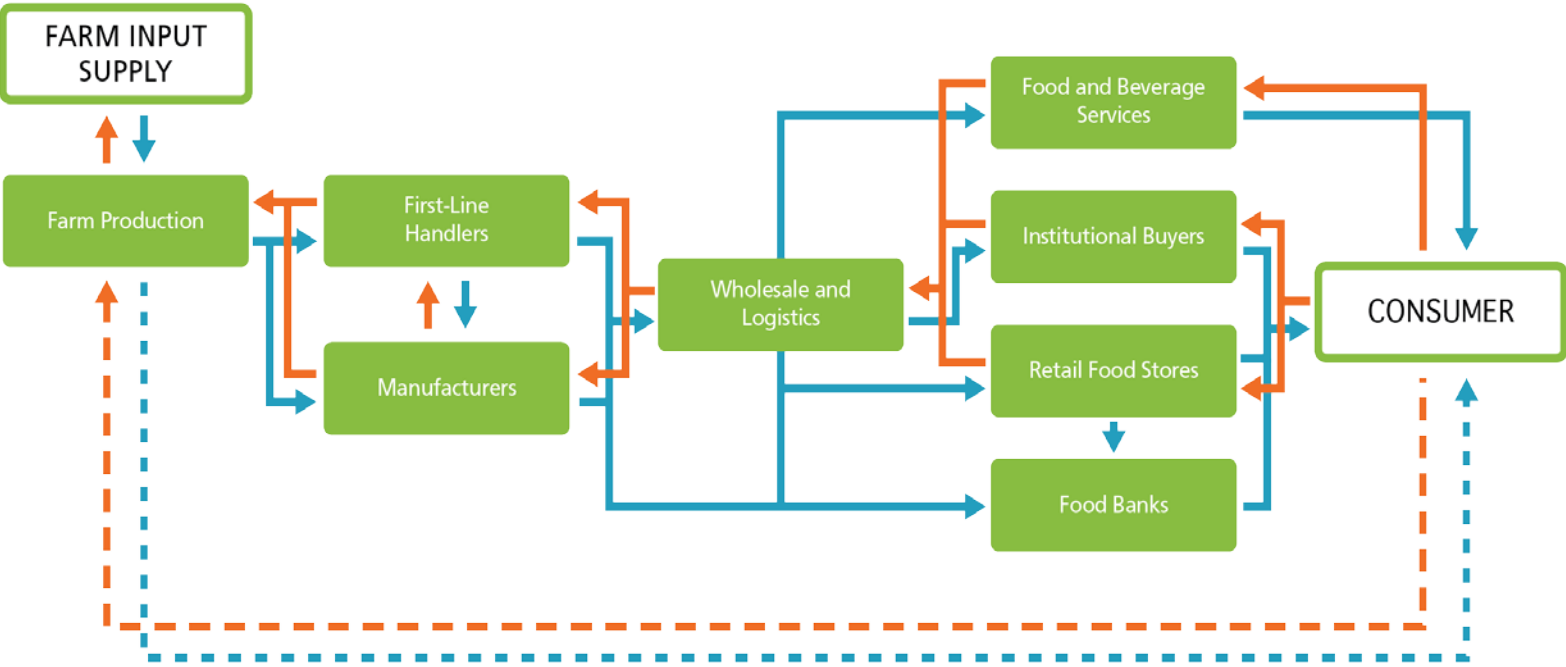 FARM INPUT
SUPPLY
Farm Production
First-Line
Handlers
Manufacturers
Wholesale and
Logistics
Food and Beverage
Services
Institutional Buyers
Retail Food Stores
Food Banks
CONSUMER